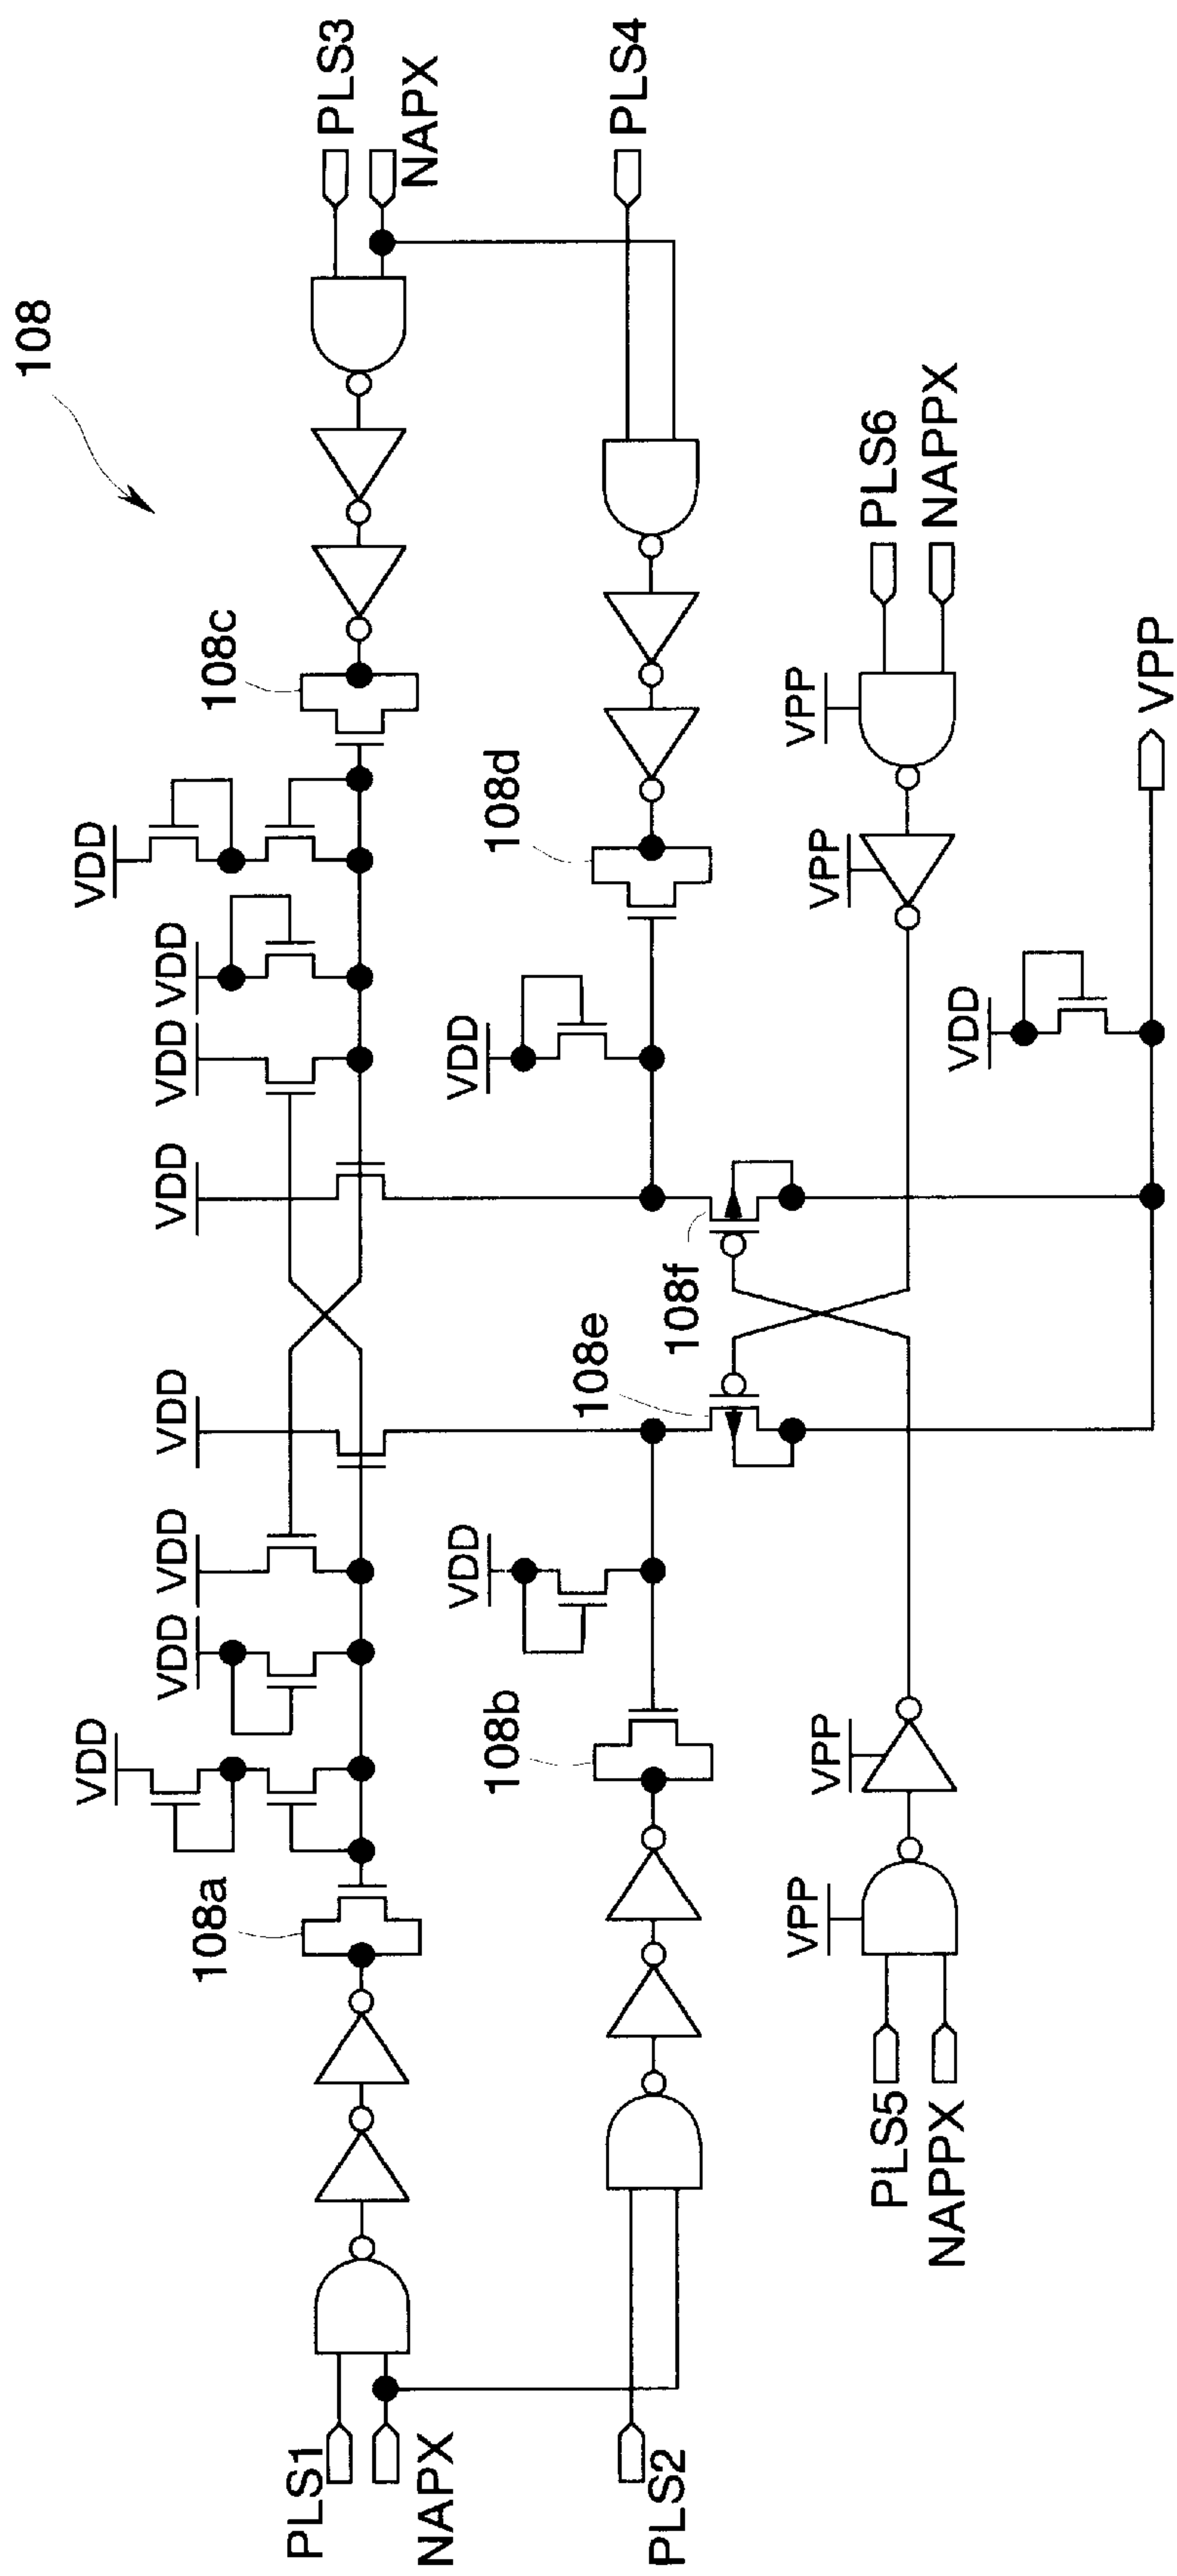 108
PLS3
NAPX
PLS4
108c
VDD
VDD
VDD
VDD
108d
VDD
PLS6
NAPPX
VPP
VPP
VPP
VDD
108f
108e
VDD
VDD
VDD
VDD
VDD
108a
108b
VPP
VPP
PLS5
NAPPX
PLS1
NAPX
PLS2